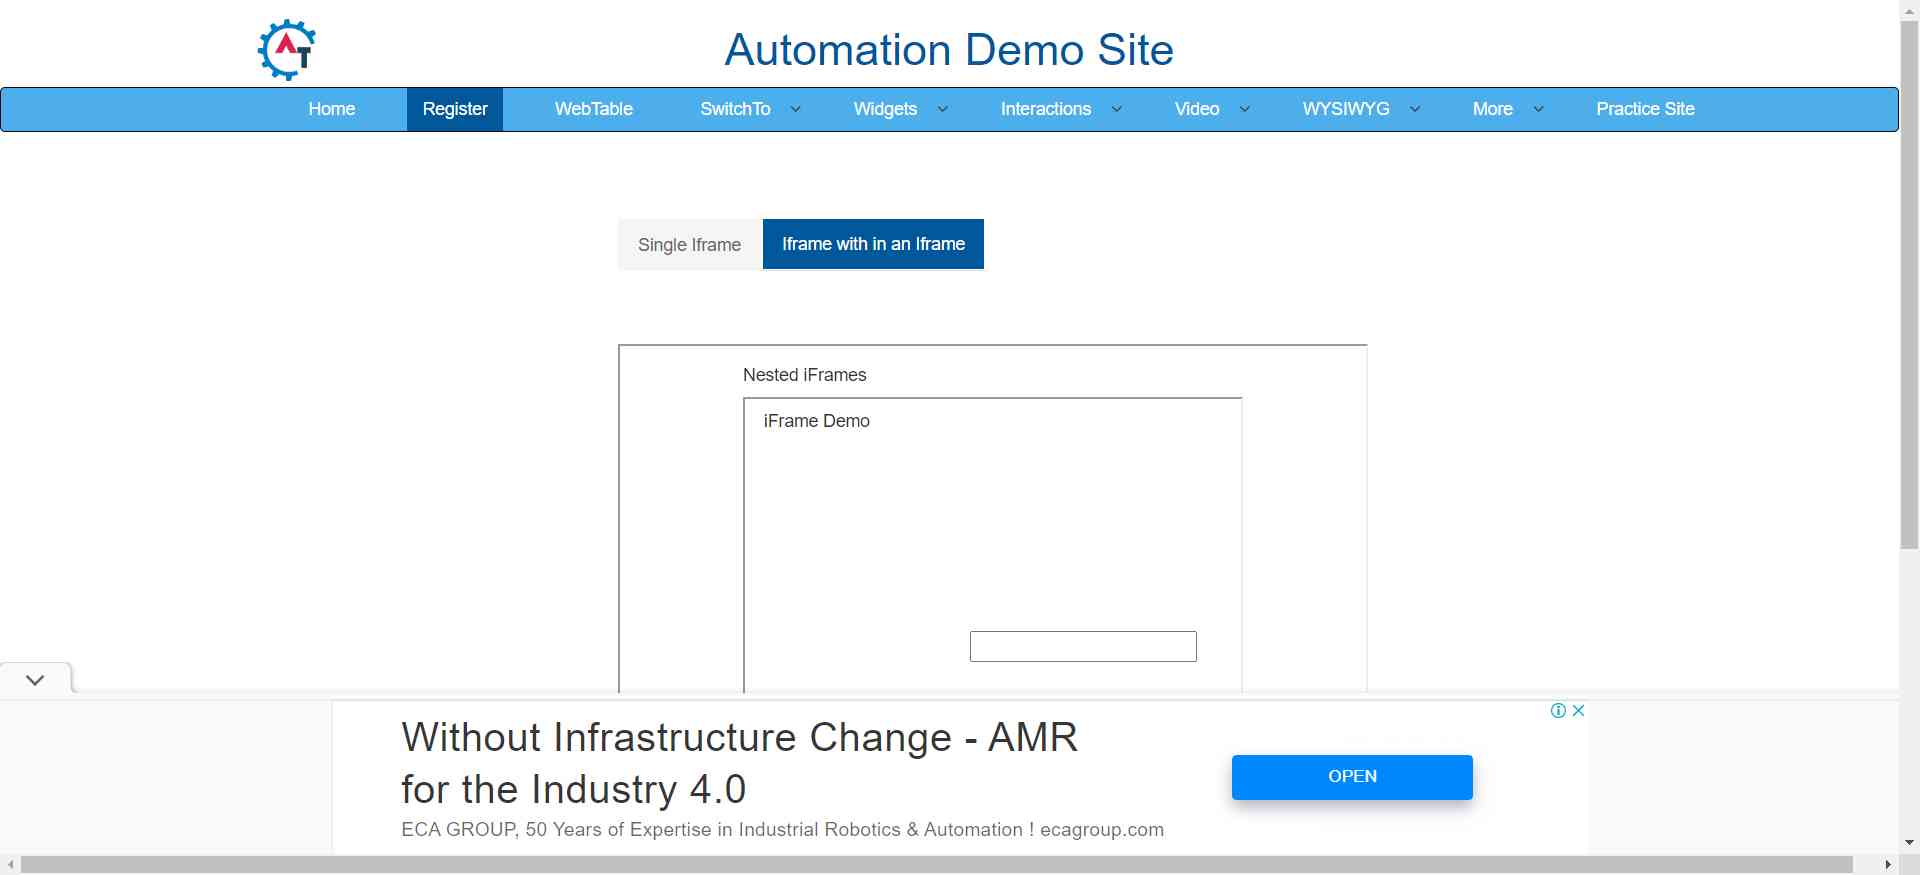 AT
Automation Demo Site
Home Register WebTable SwitchTo Widgets Interactions Video WYSIWYG More Practice Site
Single Iframe Iframe with in an Iframe
Nested iFrames
iFrame Demo
Without Infrastructure Change - AMR
for the Industry 4.0
OPEN
ECA GROUP, 50 Years of Expertise in Industrial Robotics & Automation ! ecagroup.com